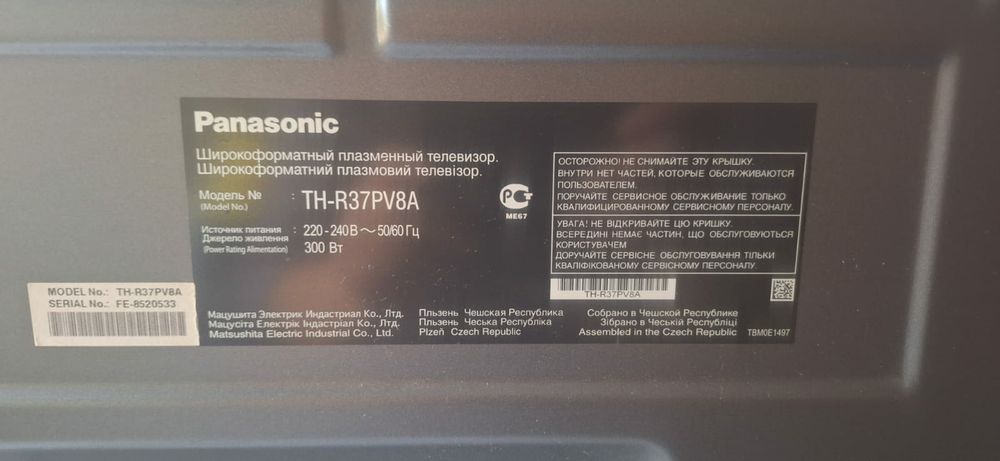 Panasonic
Широкоформатный плазменный телевизор.
Широкоформатний плазмовий телевізор.
Модель №
(Model No.)
: TH-R37PV8A
Источник питания
Джерело живлення
(Power Rating Alimentation)
: 220 - 240 В ~ 50/60 Гц
300 Вт
РСТ
ME67
ОСТОРОЖНО! НЕ СНИМАЙТЕ ЭТУ КРЫШКУ.
ВНУТРИ НЕТ ЧАСТЕЙ, КОТОРЫЕ ОБСЛУЖИВАЮТСЯ
ПОЛЬЗОВАТЕЛЕМ.
ПОРУЧАЙТЕ СЕРВИСНОЕ ОБСЛУЖИВАНИЕ ТОЛЬКО
КВАЛИФИЦИРОВАННОМУ СЕРВИСНОМУ ПЕРСОНАЛУ.
УВАГА! НЕ ВІДКРИВАЙТЕ ЦЮ КРИШКУ.
ВСЕРЕДИНІ НЕМАЄ ЧАСТИН, ЩО ОБСЛУГОВУЮТЬСЯ
КОРИСТУВАЧЕМ
ДОРУЧАЙТЕ СЕРВІСНЕ ОБСЛУГОВУВАННЯ ТІЛЬКИ
КВАЛІФІКОВАНОМУ СЕРВІСНОМУ ПЕРСОНАЛУ.
TH-R37PV8A
MODEL No.: TH-R37PV8A
SERIAL No.: FE-8520533
Мацушита Электрик Индастриал Ко., Лтд.
Мацусіта Електрік Індастріал Ко., Лтд.
Matsushita Electric Industrial Co., Ltd.
Пльзень Чешская Республика
Пльзень Чеська Республіка
Plzeň Czech Republic
Собрано в Чешской Республике
Зібрано в Чеській Республіці
Assembled in the Czech Republic
TBM0E1497